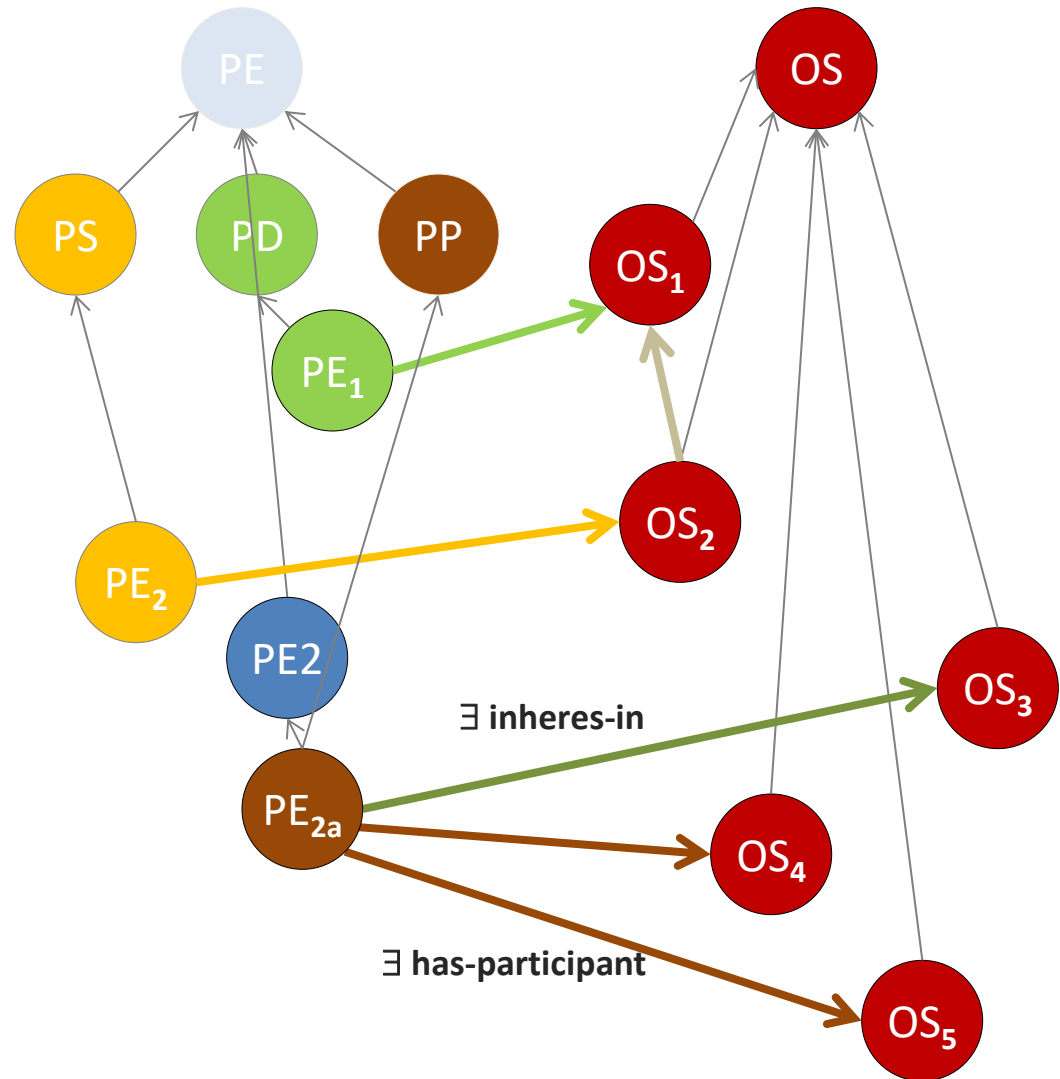 PE
OS
PS
PD
PP
OS₁
PE₁
OS₂
PE₂
PE2
OS₃
∃ inheres-in
PE₂ₐ
OS₄
∃ has-participant
OS₅